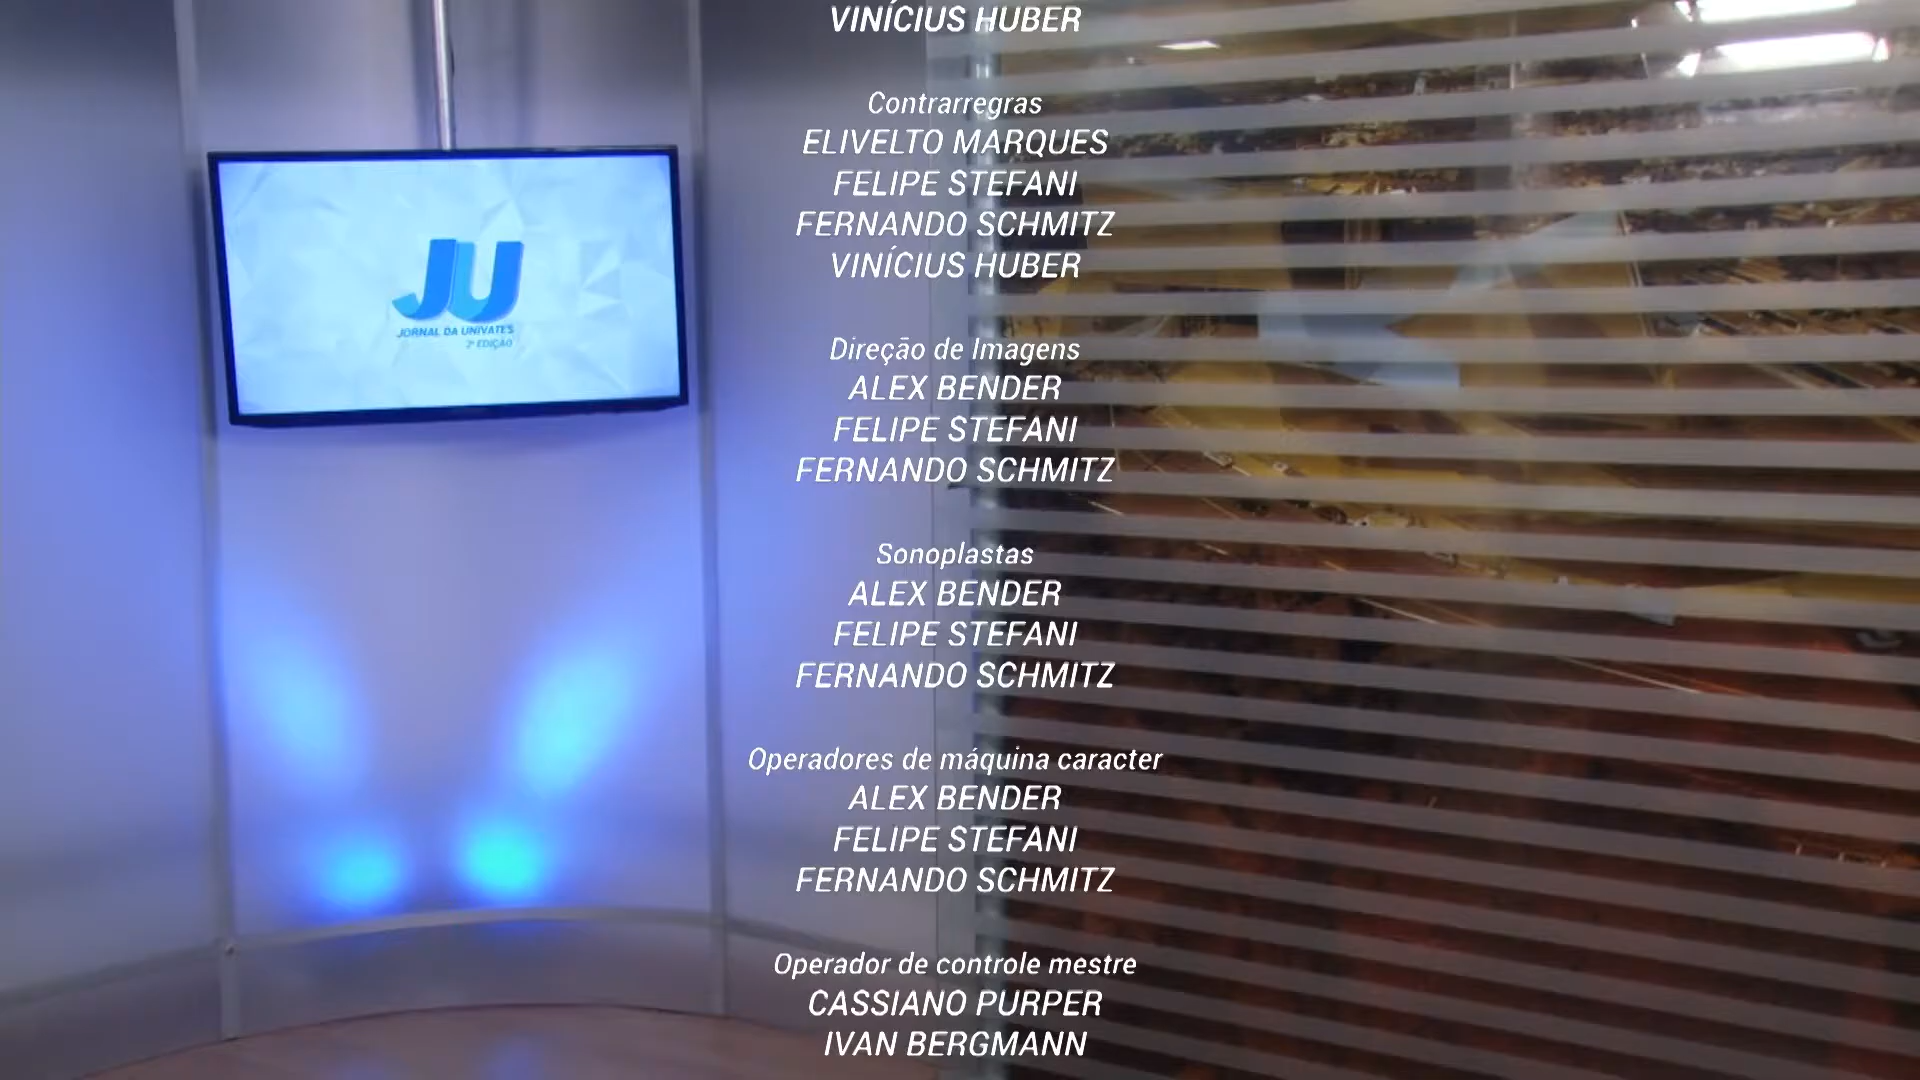 VINÍCIUS HUBER
Contrarregras
ELIVELTO MARQUES
FELIPE STEFANI
FERNANDO SCHMITZ
VINÍCIUS HUBER
Direção de Imagens
ALEX BENDER
FELIPE STEFANI
FERNANDO SCHMITZ
Sonoplastas
ALEX BENDER
FELIPE STEFANI
FERNANDO SCHMITZ
Operadores de máquina caracter
ALEX BENDER
FELIPE STEFANI
FERNANDO SCHMITZ
Operador de controle mestre
CASSIANO PURPER
IVAN BERGMANN
JU
JORNAL DA UNIVATES
2ª EDIÇÃO